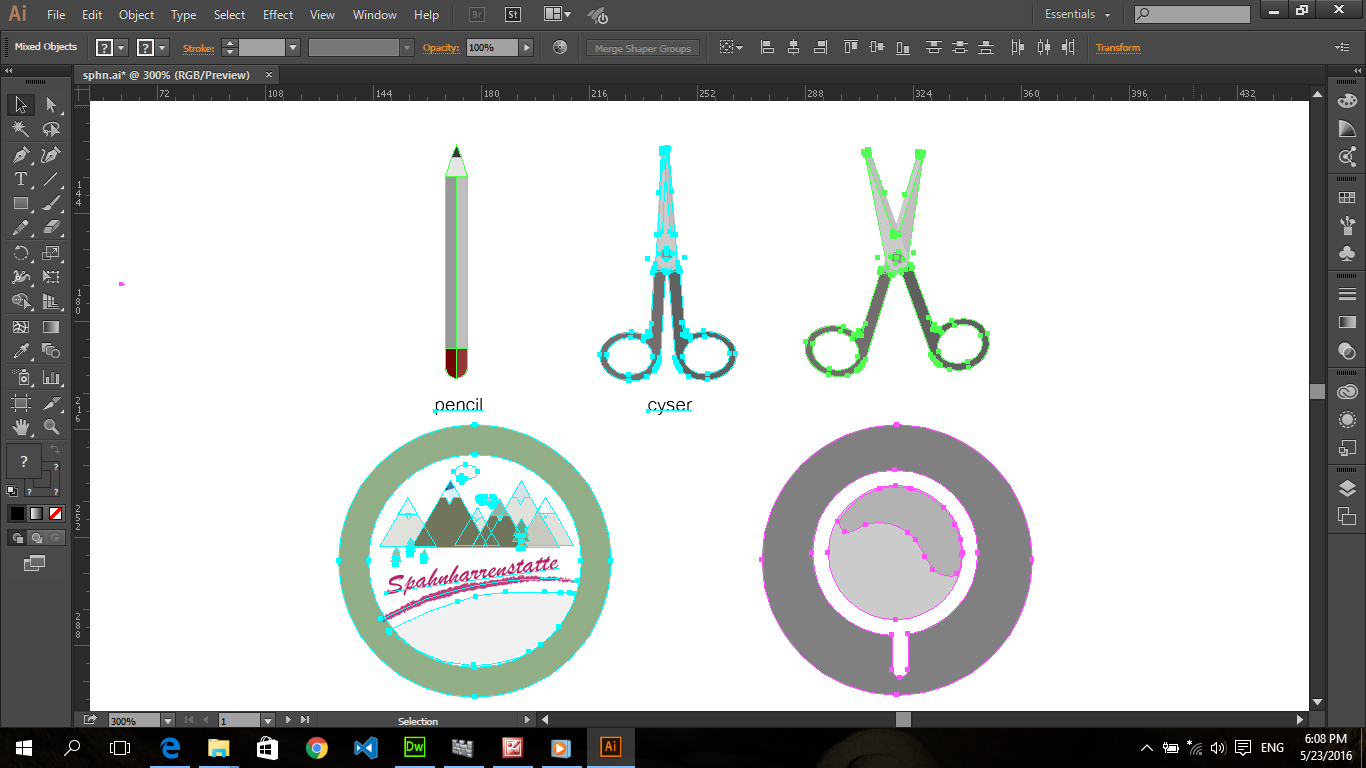 Ai File Edit Object Type Select Effect View Window Help Br St Essentials
Mixed Objects ? ? Stroke: Opacity: 100% Merge Shaper Groups Transform
sphn.ai* @ 300% (RGB/Preview) ×
72 108 144 180 216 252 288 324 360 396 432
144
180
216
252
288
T
? ? ? ?
pencil cyser
Spahnharrenstatte
300% 1 Selection
Dw Ai ENG 6:08 PM
5/23/2016